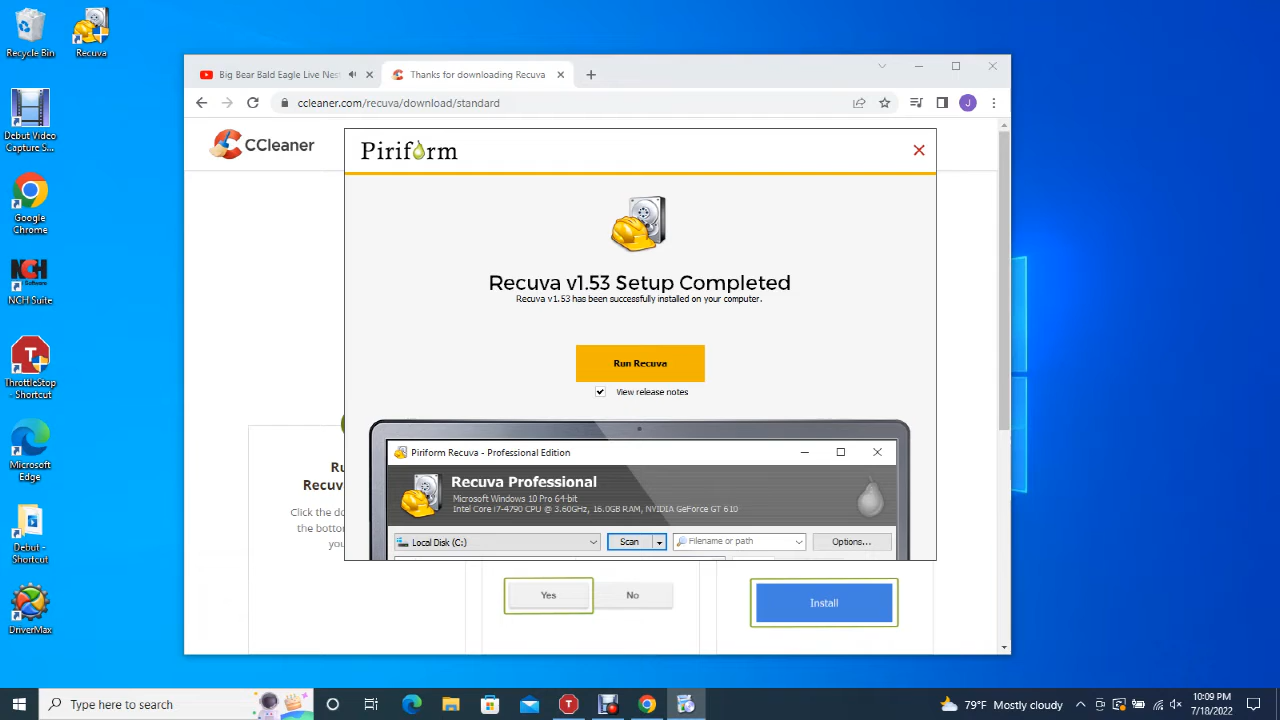 Recycle Bin
Recuva
Debut Video
Capture S...
Google
Chrome
NCH Software
NCH Suite
ThrottleStop
- Shortcut
Microsoft
Edge
Debut -
Shortcut
DriverMax
Big Bear Bald Eagle Live Nes
Thanks for downloading Recuva
ccleaner.com/recuva/download/standard
J
CCleaner
Piriform
Recuva v1.53 Setup Completed
Recuva v1.53 has been successfully installed on your computer.
Run Recuva
View release notes
Piriform Recuva - Professional Edition
Recuva Professional
Microsoft Windows 10 Pro 64-bit
Intel Core i7-4790 CPU @ 3.60GHz, 16.0GB RAM, NVIDIA GeForce GT 610
Local Disk (C:)
Scan
Filename or path
Options...
Ru
Recuv
Click the do
the bottom
you
Yes
No
Install
Type here to search
79°F Mostly cloudy
10:09 PM
7/18/2022